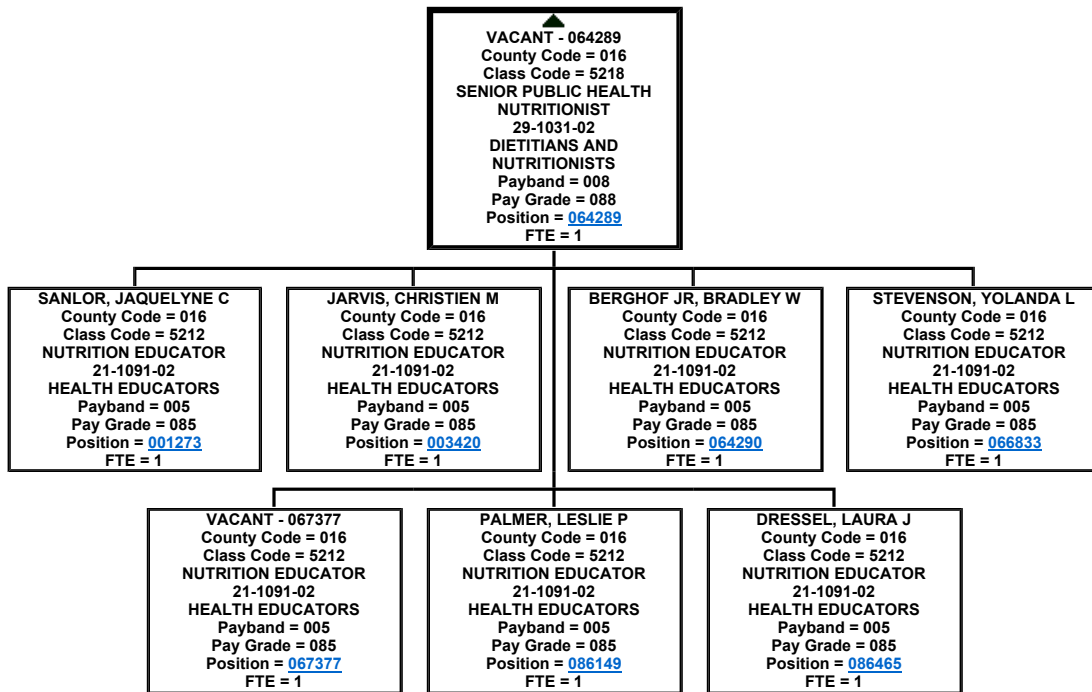 VACANT - 064289
County Code = 016
Class Code = 5218
SENIOR PUBLIC HEALTH
NUTRITIONIST
29-1031-02
DIETITIANS AND
NUTRITIONISTS
Payband = 008
Pay Grade = 088
Position = 064289
FTE = 1
SANLOR, JAQUELYNE C
County Code = 016
Class Code = 5212
NUTRITION EDUCATOR
21-1091-02
HEALTH EDUCATORS
Payband = 005
Pay Grade = 085
Position = 001273
FTE = 1
JARVIS, CHRISTIEN M
County Code = 016
Class Code = 5212
NUTRITION EDUCATOR
21-1091-02
HEALTH EDUCATORS
Payband = 005
Pay Grade = 085
Position = 003420
FTE = 1
BERGHOF JR, BRADLEY W
County Code = 016
Class Code = 5212
NUTRITION EDUCATOR
21-1091-02
HEALTH EDUCATORS
Payband = 005
Pay Grade = 085
Position = 064290
FTE = 1
STEVENSON, YOLANDA L
County Code = 016
Class Code = 5212
NUTRITION EDUCATOR
21-1091-02
HEALTH EDUCATORS
Payband = 005
Pay Grade = 085
Position = 066833
FTE = 1
VACANT - 067377
County Code = 016
Class Code = 5212
NUTRITION EDUCATOR
21-1091-02
HEALTH EDUCATORS
Payband = 005
Pay Grade = 085
Position = 067377
FTE = 1
PALMER, LESLIE P
County Code = 016
Class Code = 5212
NUTRITION EDUCATOR
21-1091-02
HEALTH EDUCATORS
Payband = 005
Pay Grade = 085
Position = 086149
FTE = 1
DRESSEL, LAURA J
County Code = 016
Class Code = 5212
NUTRITION EDUCATOR
21-1091-02
HEALTH EDUCATORS
Payband = 005
Pay Grade = 085
Position = 086465
FTE = 1